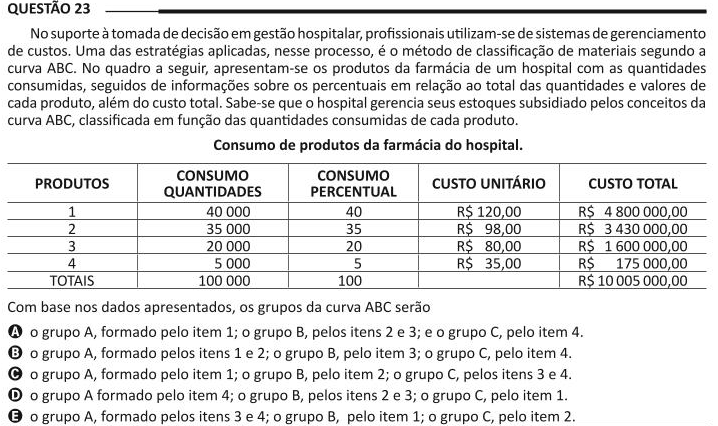 QUESTÃO 23
No suporte à tomada de decisão em gestão hospitalar, profissionais utilizam-se de sistemas de gerenciamento
de custos. Uma das estratégias aplicadas, nesse processo, é o método de classificação de materiais segundo a
curva ABC. No quadro a seguir, apresentam-se os produtos da farmácia de um hospital com as quantidades
consumidas, seguidos de informações sobre os percentuais em relação ao total das quantidades e valores de
cada produto, além do custo total. Sabe-se que o hospital gerencia seus estoques subsidiado pelos conceitos da
curva ABC, classificada em função das quantidades consumidas de cada produto.
Consumo de produtos da farmácia do hospital.
PRODUTOS CONSUMO QUANTIDADES CONSUMO PERCENTUAL CUSTO UNITÁRIO CUSTO TOTAL
1 40 000 40 R$ 120,00 R$ 4 800 000,00
2 35 000 35 R$ 98,00 R$ 3 430 000,00
3 20 000 20 R$ 80,00 R$ 1 600 000,00
4 5 000 5 R$ 35,00 R$ 175 000,00
TOTAIS 100 000 100 R$ 10 005 000,00
Com base nos dados apresentados, os grupos da curva ABC serão
A o grupo A, formado pelo item 1; o grupo B, pelos itens 2 e 3; e o grupo C, pelo item 4.
B o grupo A, formado pelos itens 1 e 2; o grupo B, pelo item 3; o grupo C, pelo item 4.
C o grupo A, formado pelo item 1; o grupo B, pelo item 2; o grupo C, pelos itens 3 e 4.
D o grupo A formado pelo item 4; o grupo B, pelos itens 2 e 3; o grupo C, pelo item 1.
E o grupo A, formado pelos itens 3 e 4; o grupo B, pelo item 1; o grupo C, pelo item 2.